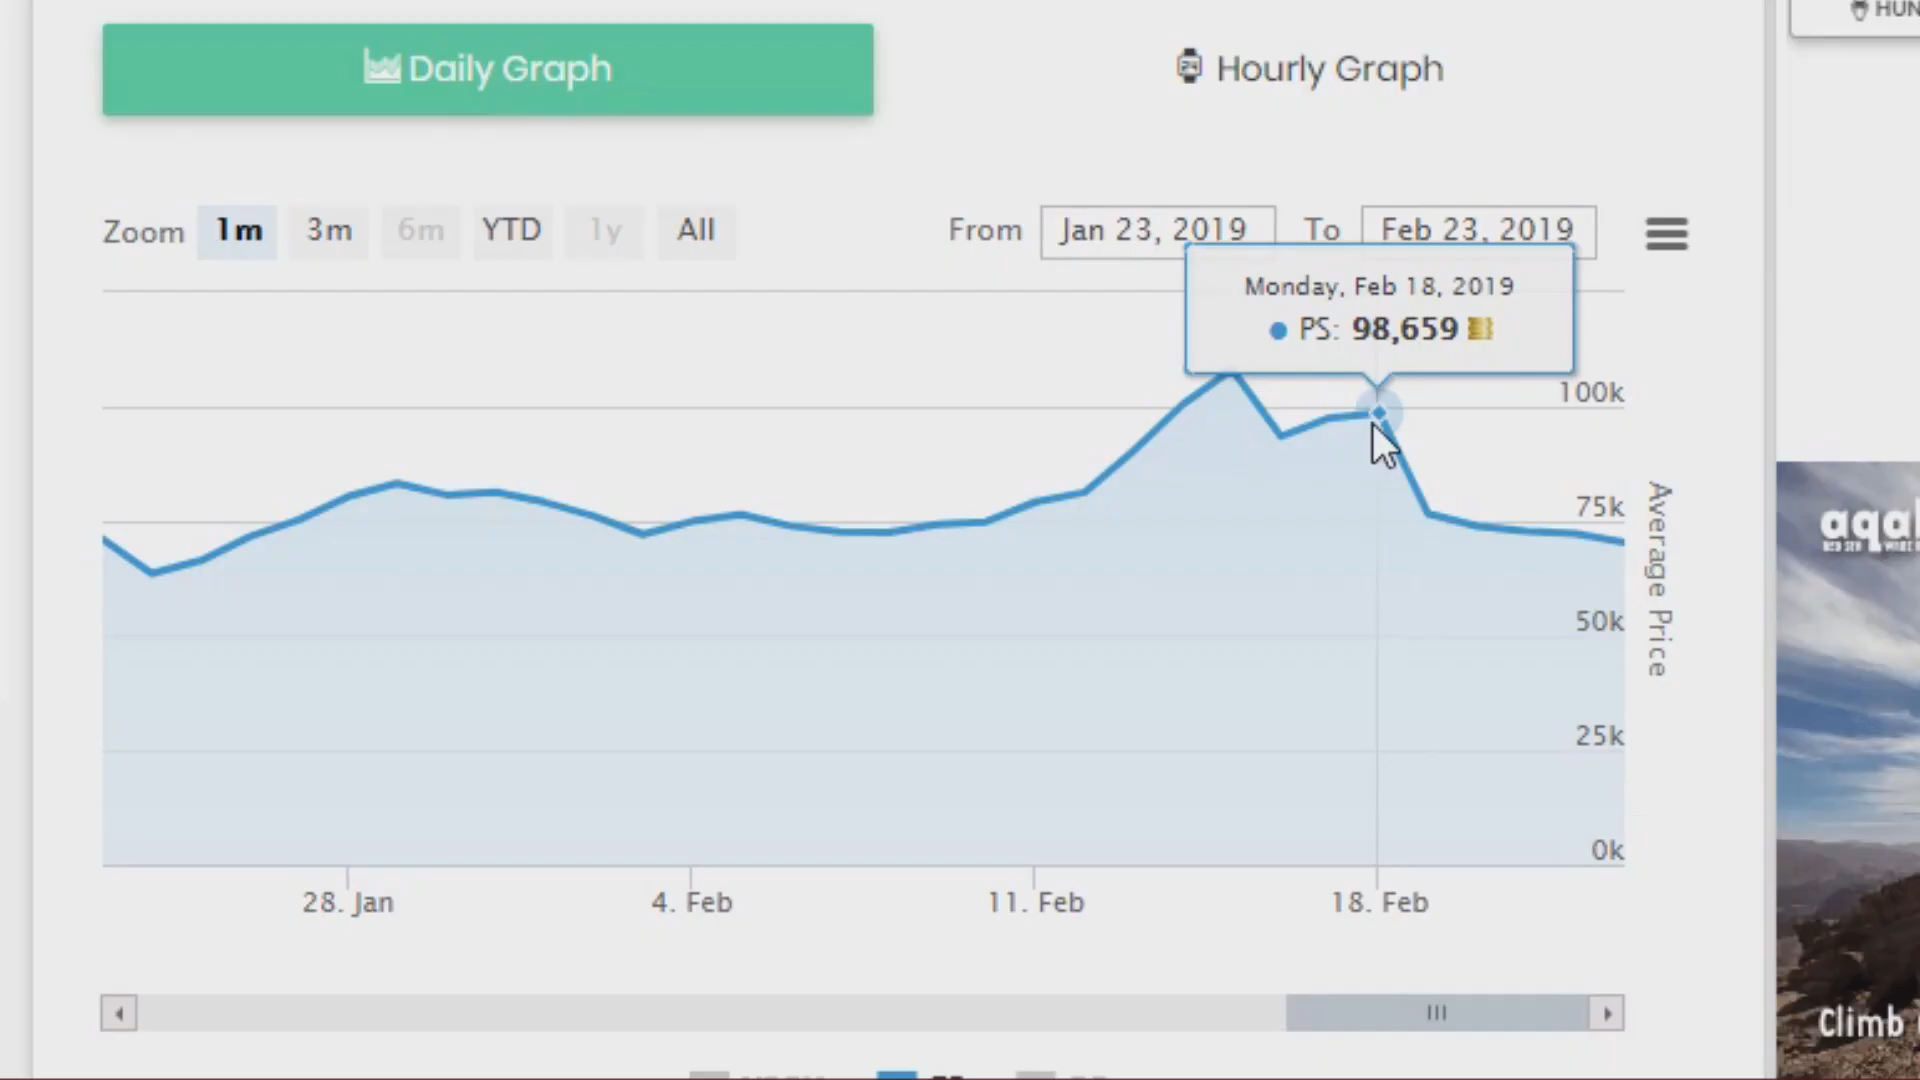 Daily Graph
Hourly Graph
Zoom 1m 3m 6m YTD 1y All
From Jan 23, 2019 To Feb 23, 2019
Monday, Feb 18, 2019
PS: 98,659
100k
75k
50k
25k
0k
Average Price
28. Jan 4. Feb 11. Feb 18. Feb
HUN
aqa
Climb